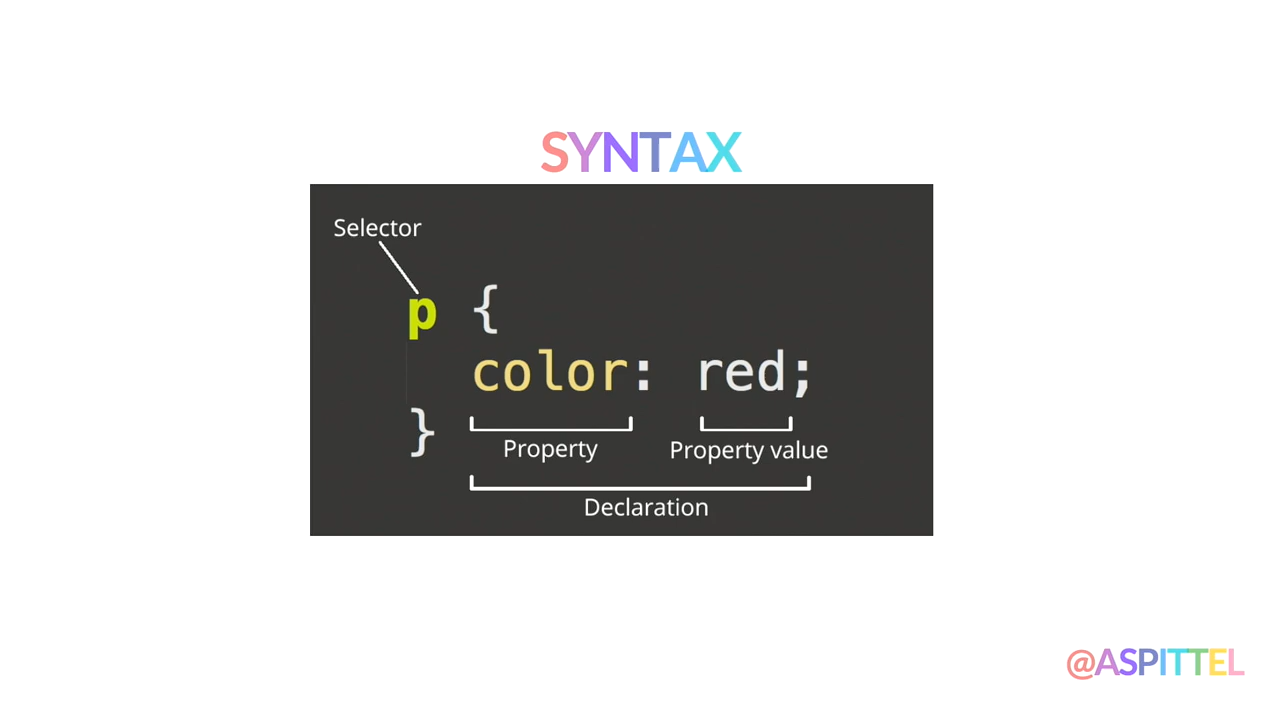 SYNTAX
Selector
p {
color: red;
}
Property
Property value
Declaration
@ASPITTEL